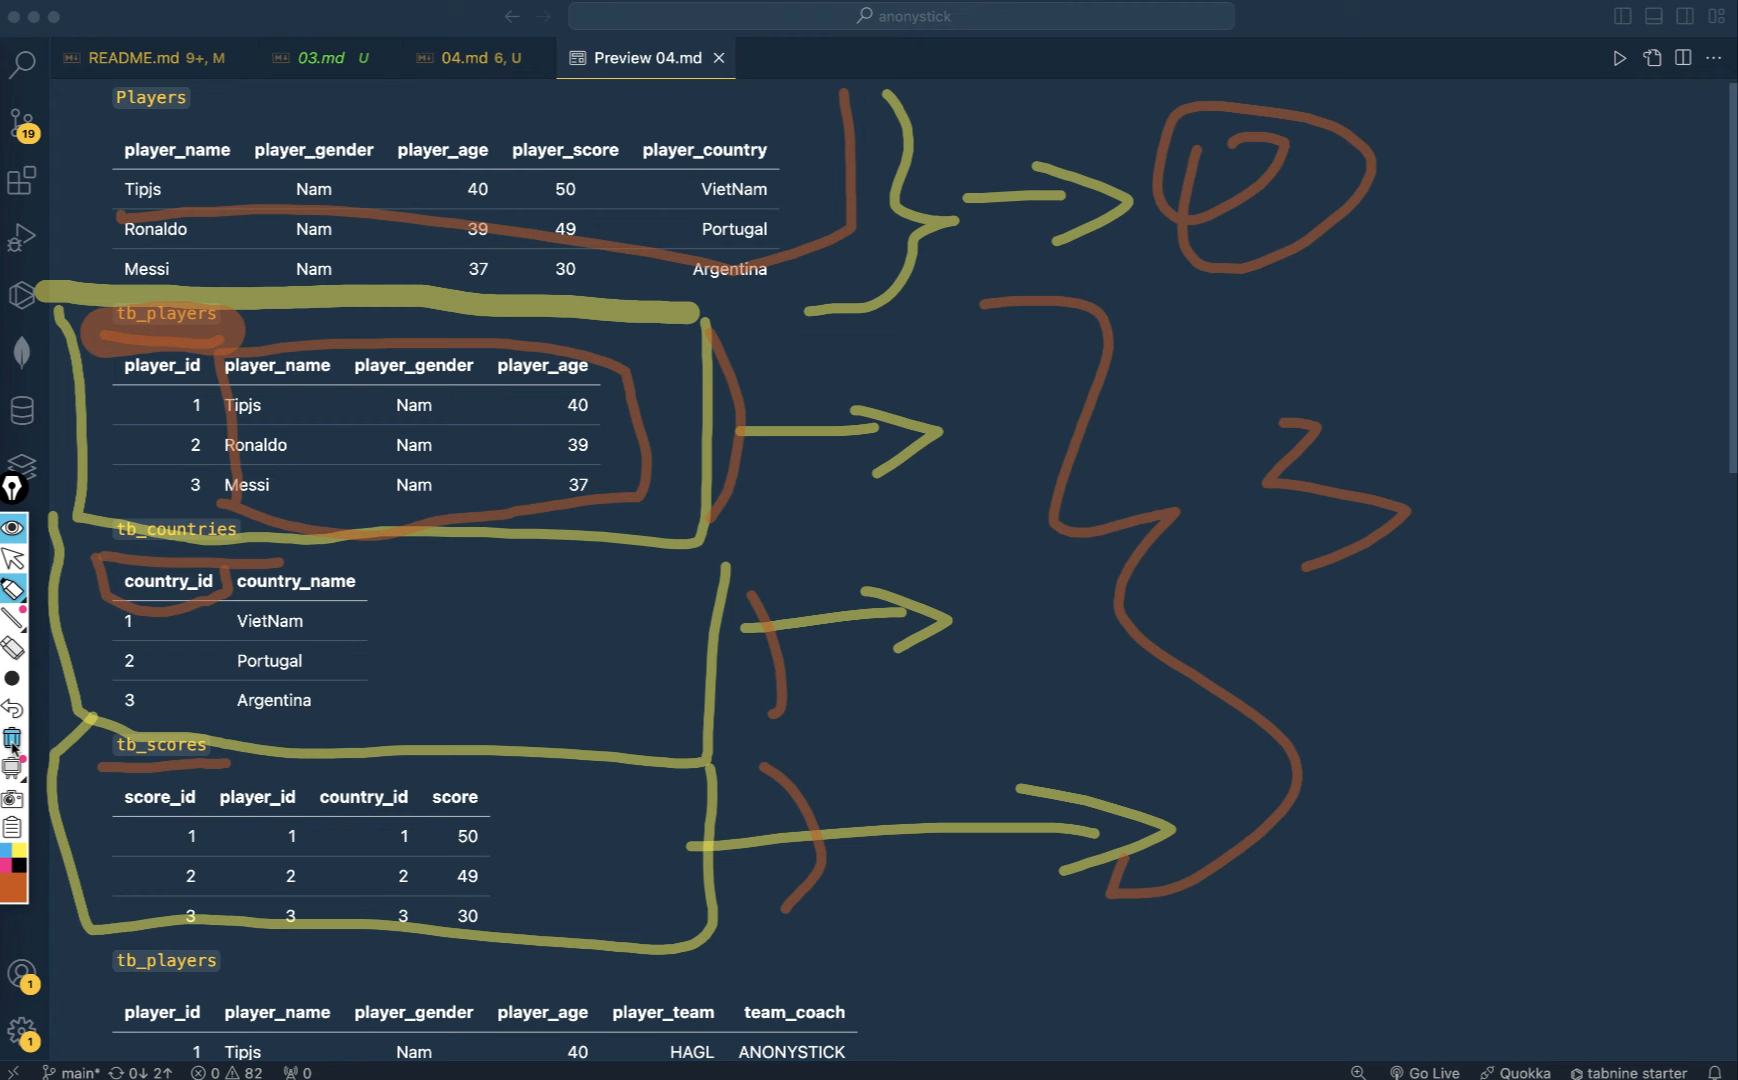 anonystick
README.md 9+, M
03.md U
04.md 6, U
Preview 04.md
Players
player_name player_gender player_age player_score player_country
Tipjs Nam 40 50 VietNam
Ronaldo Nam 39 49 Portugal
Messi Nam 37 30 Argentina
tb_players
player_id player_name player_gender player_age
1 Tipjs Nam 40
2 Ronaldo Nam 39
3 Messi Nam 37
tb_countries
country_id country_name
1 VietNam
2 Portugal
3 Argentina
tb_scores
score_id player_id country_id score
1 1 1 50
2 2 2 49
3 3 3 30
tb_players
player_id player_name player_gender player_age player_team team_coach
1 Tipjs Nam 40 HAGL ANONYSTICK
19
1
1
main* 0↓ 2↑ 0 82 0 Go Live Quokka tabnine starter